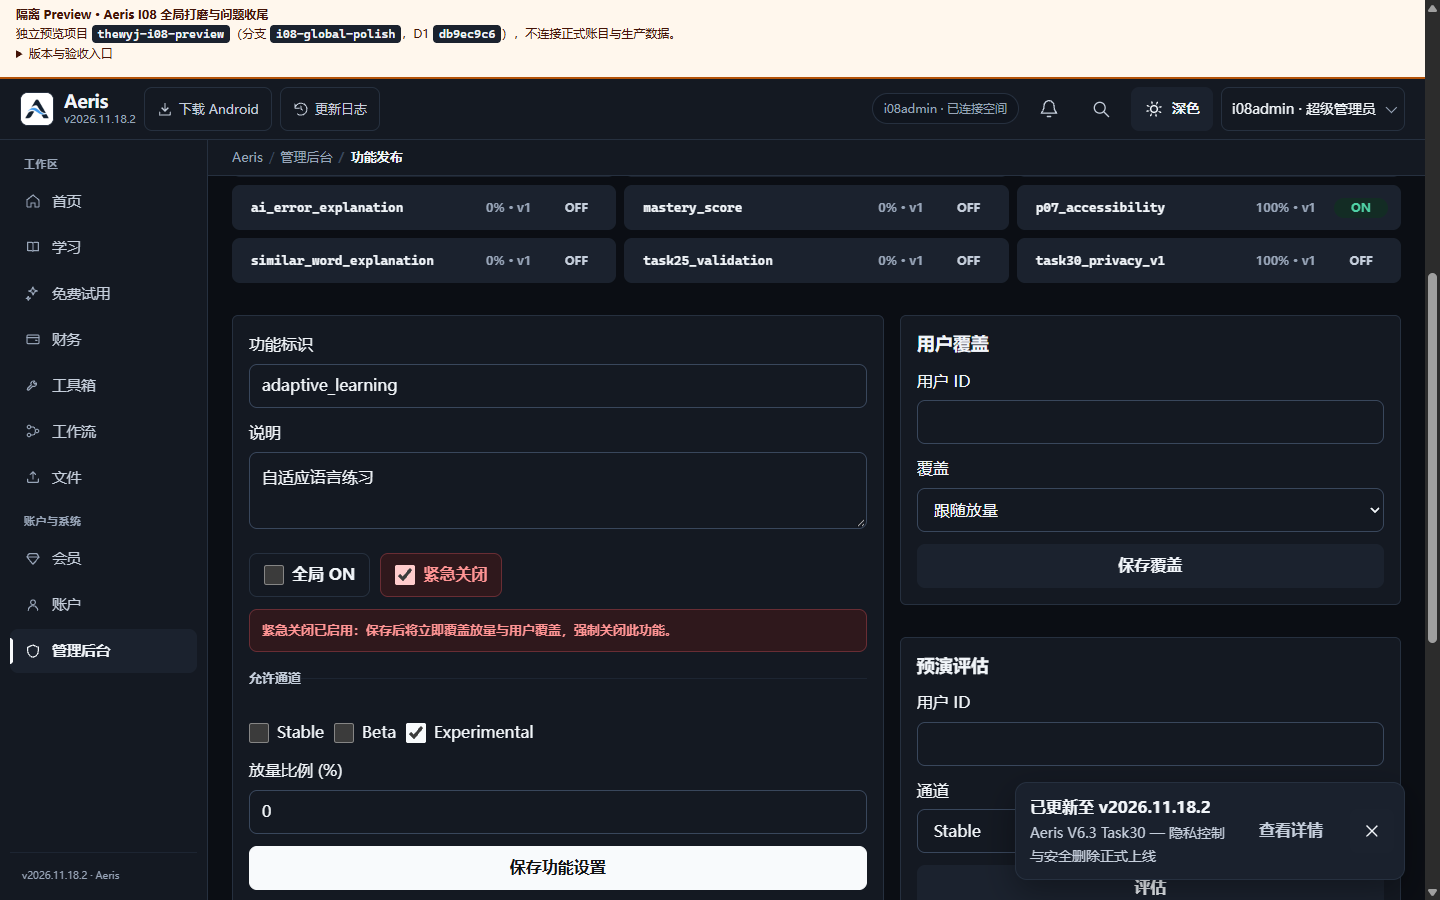 隔离 Preview • Aeris I08 全局打磨与问题收尾
独立预览项目 thewyj-i08-preview (分支 i08-global-polish, D1 db9ec9c6) , 不连接正式账目与生产数据。
版本与验收入口
Aeris
v2026.11.18.2
下载 Android
更新日志
i08admin · 已连接空间
深色
i08admin · 超级管理员
工作区
首页
学习
免费试用
财务
工具箱
工作流
文件
账户与系统
会员
账户
管理后台
v2026.11.18.2 · Aeris
Aeris / 管理后台 / 功能发布
ai_error_explanation 0% • v1 OFF
mastery_score 0% • v1 OFF
p07_accessibility 100% • v1 ON
similar_word_explanation 0% • v1 OFF
task25_validation 0% • v1 OFF
task30_privacy_v1 100% • v1 OFF
功能标识
adaptive_learning
说明
自适应语言练习
全局 ON
紧急关闭
紧急关闭已启用：保存后将立即覆盖放量与用户覆盖，强制关闭此功能。
允许通道
Stable Beta Experimental
放量比例 (%)
0
保存功能设置
用户覆盖
用户 ID
覆盖
跟随放量
保存覆盖
预演评估
用户 ID
通道
Stable
评估
已更新至 v2026.11.18.2
Aeris V6.3 Task30 — 隐私控制
与安全删除正式上线
查看详情